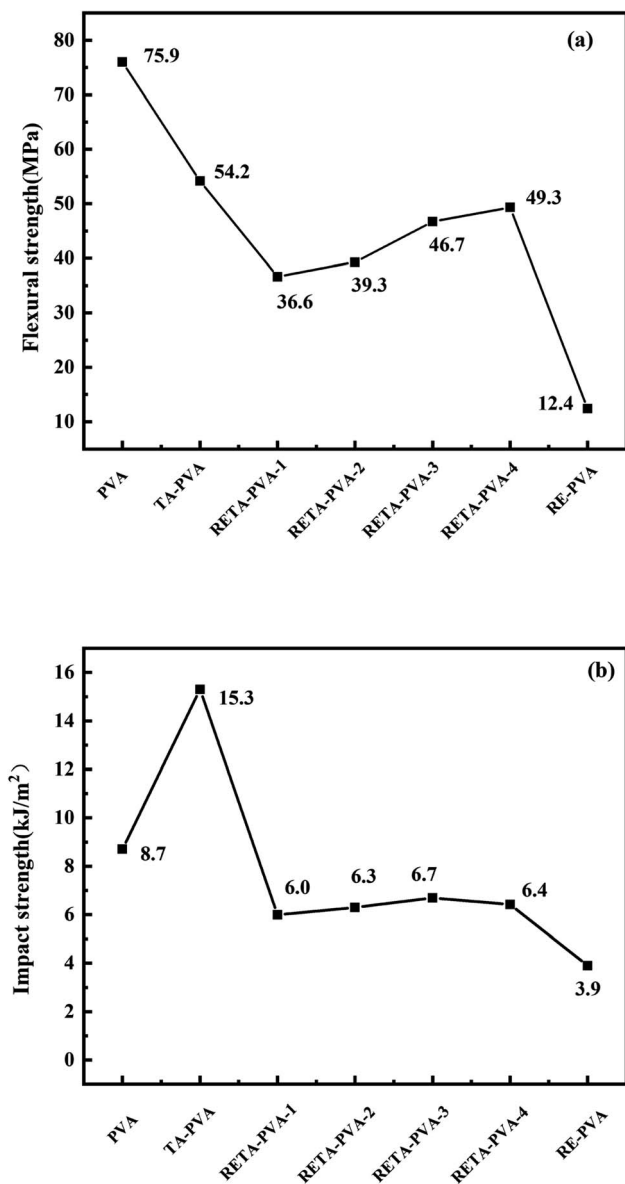 (a)
Flexural strength(MPa)
80
70
60
50
40
30
20
10
75.9
54.2
36.6
39.3
46.7
49.3
12.4
PVA
TA-PVA
RETA-PVA-1
RETA-PVA-2
RETA-PVA-3
RETA-PVA-4
RE-PVA
(b)
Impact strength(kJ/m²)
16
14
12
10
8
6
4
2
0
8.7
15.3
6.0
6.3
6.7
6.4
3.9
PVA
TA-PVA
RETA-PVA-1
RETA-PVA-2
RETA-PVA-3
RETA-PVA-4
RE-PVA